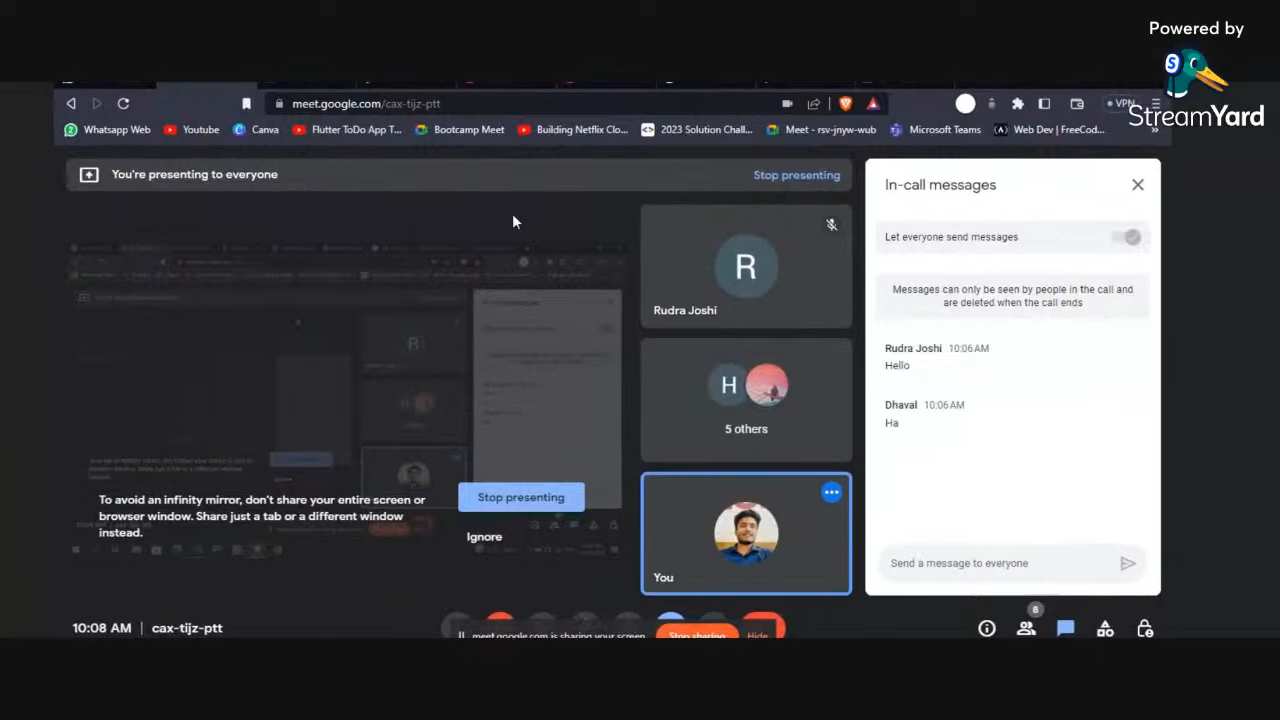 Powered by
S
StreamYard
meet.google.com/cax-tijz-ptt
VPN
Whatsapp Web
Youtube
Canva
Flutter ToDo App T...
Bootcamp Meet
Building Netflix Clo...
2023 Solution Chall...
Meet - rsv-jnyw-wub
Microsoft Teams
Web Dev | FreeCod...
»
You're presenting to everyone
Stop presenting
In-call messages
Let everyone send messages
Messages can only be seen by people in the call and
are deleted when the call ends
R
Rudra Joshi
Rudra Joshi 10:06 AM
Hello
H
5 others
Dhaval 10:06 AM
Ha
To avoid an infinity mirror, don't share your entire screen or
browser window. Share just a tab or a different window
instead.
Stop presenting
Ignore
You
Send a message to everyone
10:08 AM | cax-tijz-ptt
meet.google.com is sharing your screen.
Stop sharing
Hide
8